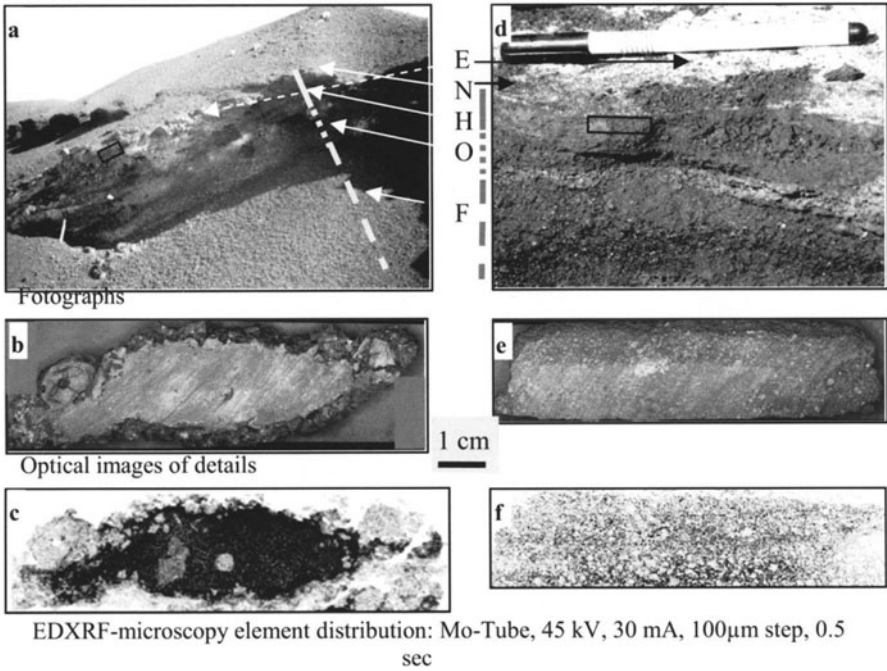 a
d
E
N
H
O
F
Fotographs
b
e
1 cm
Optical images of details
c
f
EDXRF-microscopy element distribution: Mo-Tube, 45 kV, 30 mA, 100µm step, 0.5
sec